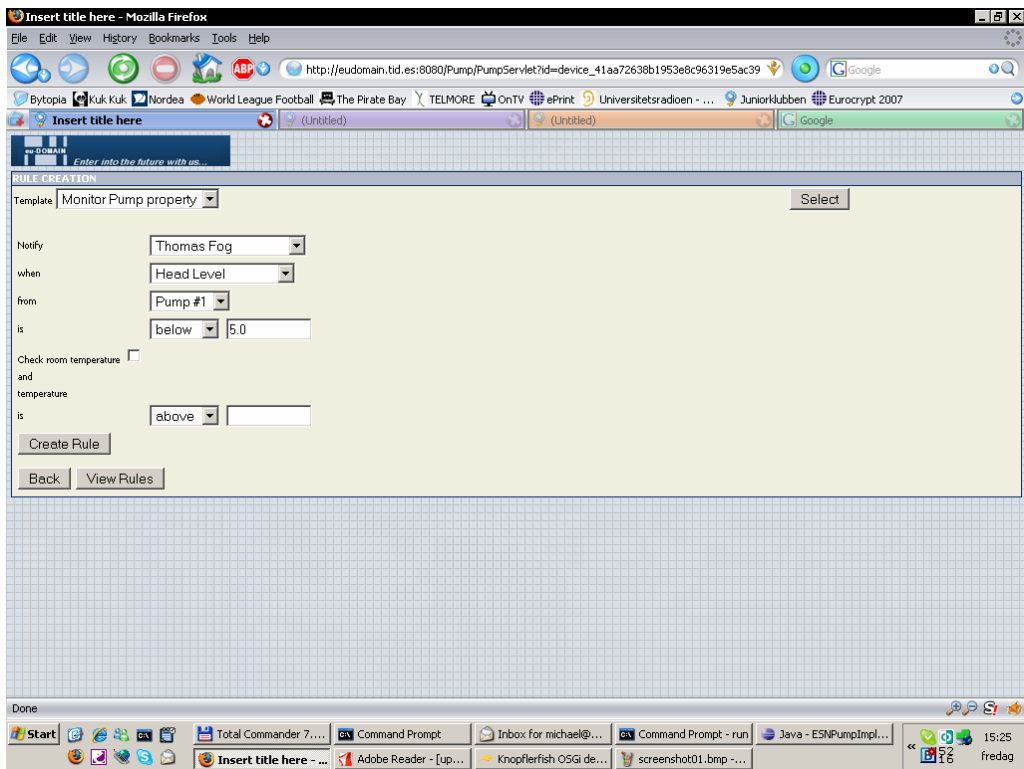 Insert title here - Mozilla Firefox
File Edit View History Bookmarks Tools Help
ABP http://eudomain.tid.es:8080/Pump/PumpServlet?id=device_41aa72638b1953e8c96319e5ac39 G Google
Bytopia Kuk Kuk Nordea World League Football The Pirate Bay TELMORE OnTV ePrint Universitetsradioen - ... Juniorklubben Eurocrypt 2007
Insert title here (Untitled) (Untitled) G Google
eu-DOMAIN
Enter into the future with us...
RULE CREATION
Template Monitor Pump property Select
Notify Thomas Fog
when Head Level
from Pump #1
is below 5.0
Check room temperature
and
temperature
is above
Create Rule
Back View Rules
Done
Start Total Commander 7.... Command Prompt Inbox for michael@... Command Prompt - run Java - ESNPumpImpl... 15:25
Insert title here - ... Adobe Reader - [up... Knopflerfish OSGi de... screenshot01.bmp -... « 52 16 fredag